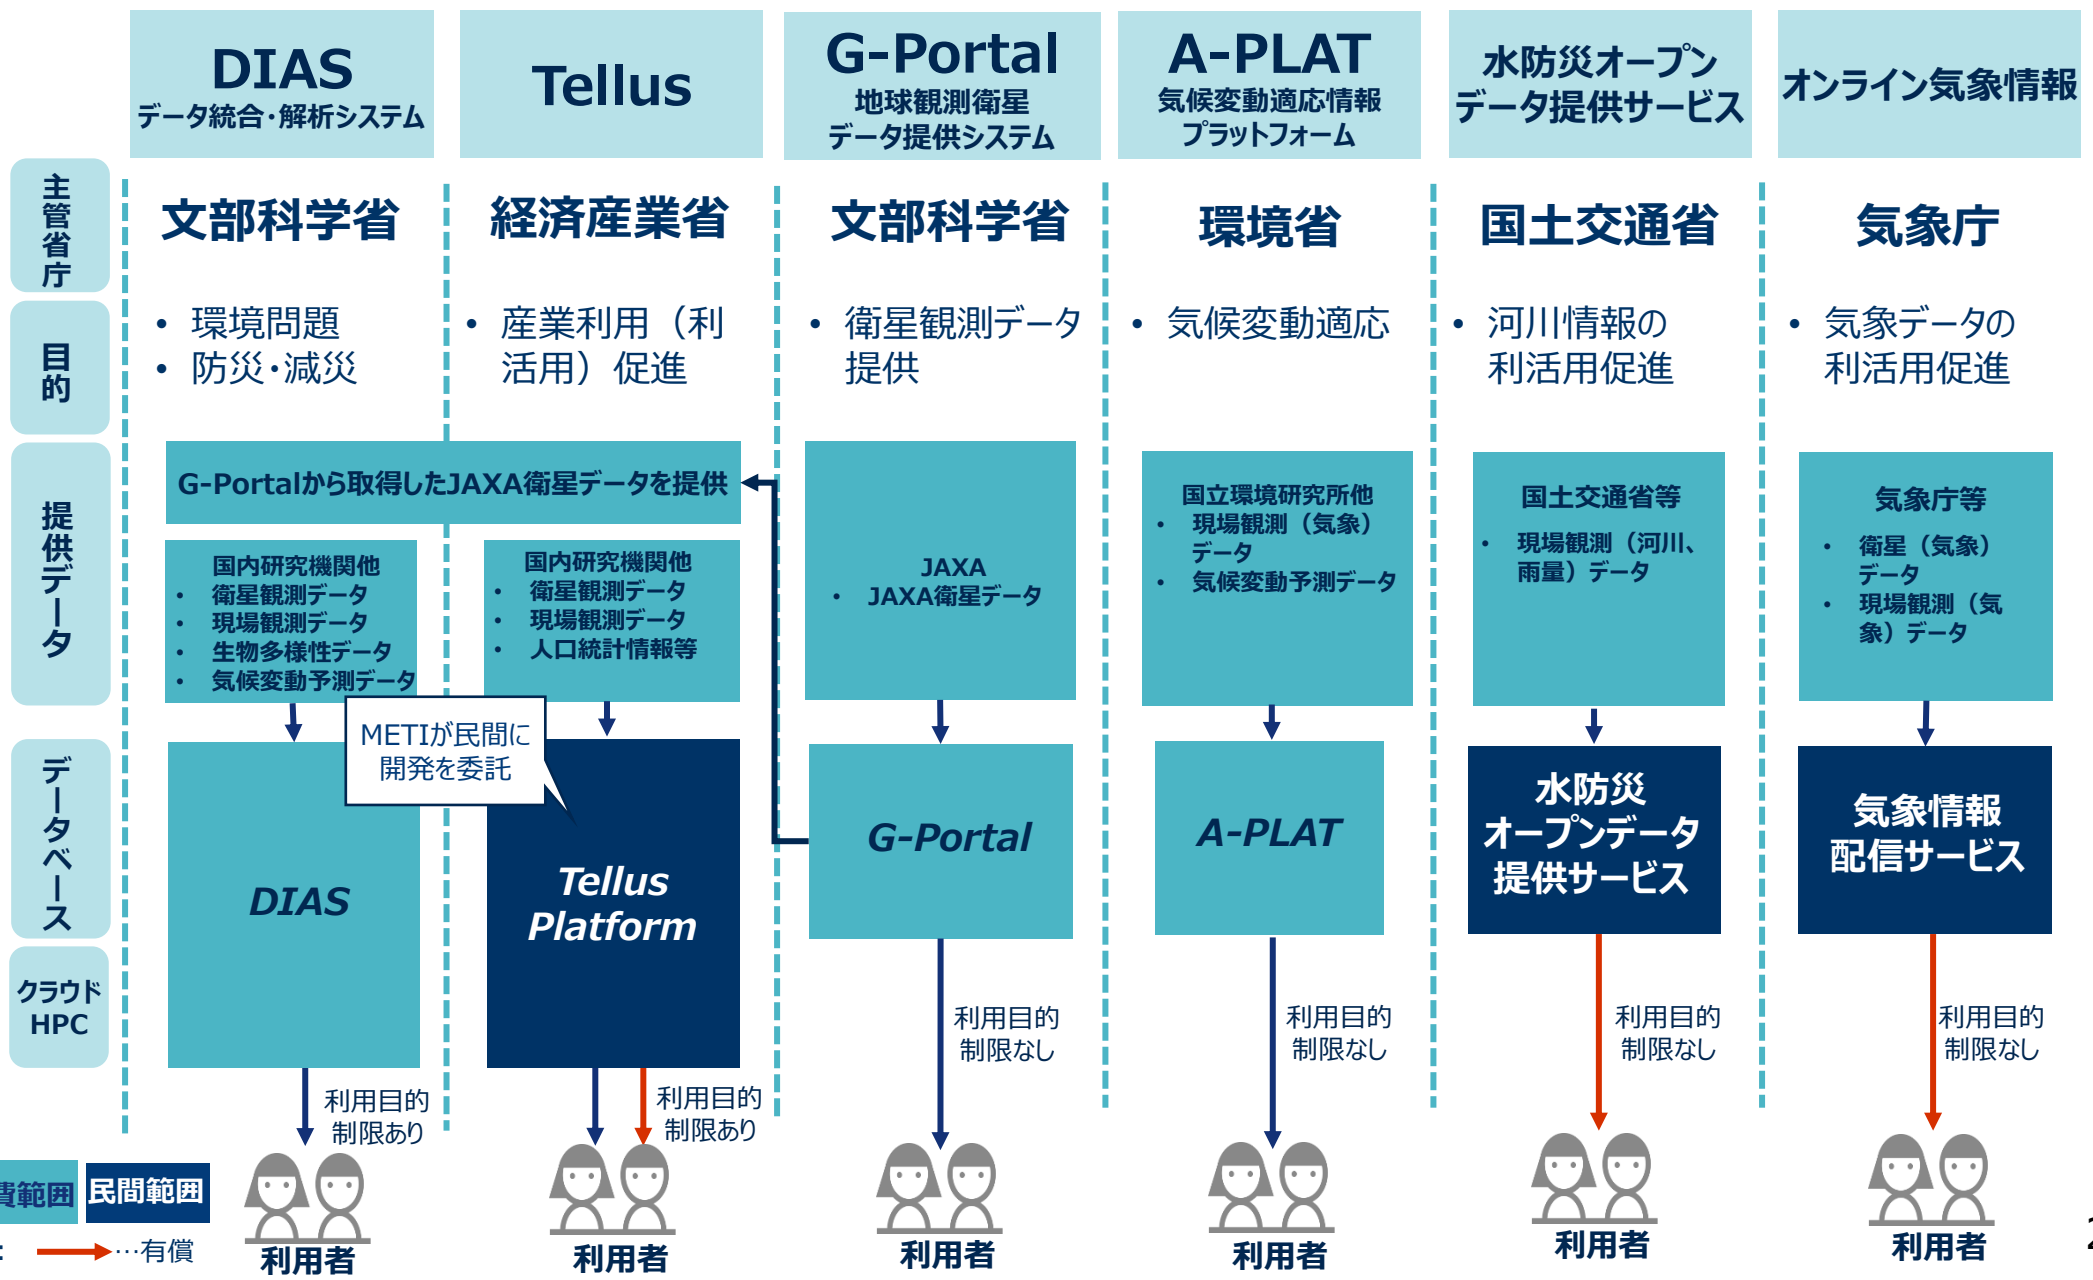 DIAS
データ統合・解析システム
Tellus
G-Portal
地球観測衛星
データ提供システム
A-PLAT
気候変動適応情報
プラットフォーム
水防災オープン
データ提供サービス
オンライン気象情報
主管省庁
文部科学省
経済産業省
文部科学省
環境省
国土交通省
気象庁
目的
• 環境問題
• 防災・減災
• 産業利用（利
活用）促進
• 衛星観測データ
提供
• 気候変動適応
• 河川情報の
利活用促進
• 気象データの
利活用促進
提供データ
G-Portalから取得したJAXA衛星データを提供
国内研究機関他
• 衛星観測データ
• 現場観測データ
• 生物多様性データ
• 気候変動予測データ
国内研究機関他
• 衛星観測データ
• 現場観測データ
• 人口統計情報等
JAXA
• JAXA衛星データ
国立環境研究所他
• 現場観測（気象）
データ
• 気候変動予測データ
国土交通省等
• 現場観測（河川、
雨量）データ
気象庁等
• 衛星（気象）
データ
• 現場観測（気
象）データ
METIが民間に
開発を委託
データベース
クラウド
HPC
DIAS
Tellus
Platform
G-Portal
A-PLAT
水防災
オープンデータ
提供サービス
気象情報
配信サービス
利用目的
制限あり
利用目的
制限あり
利用目的
制限なし
利用目的
制限なし
利用目的
制限なし
利用目的
制限なし
利用者
利用者
利用者
利用者
利用者
利用者
費範囲
民間範囲
…有償